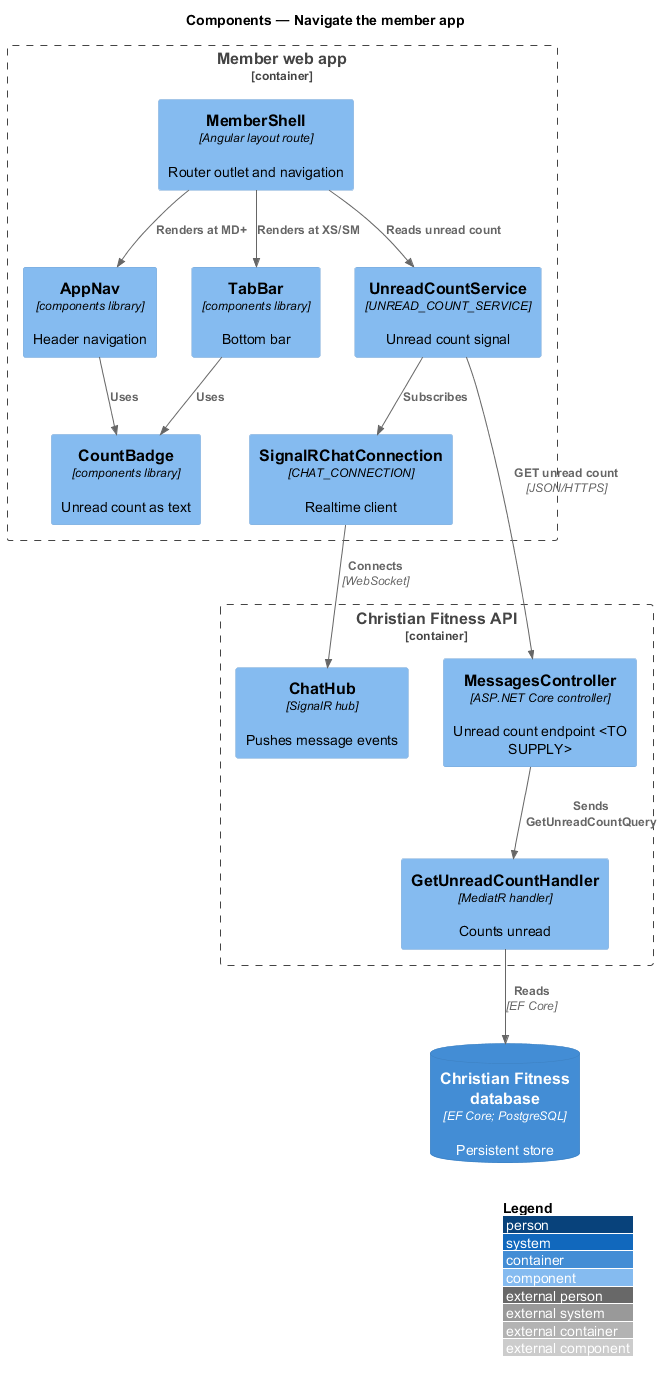 Components — Navigate the member app
Member web app
[container]
MemberShell
[Angular layout route]
Router outlet and navigation
Renders at MD+
Renders at XS/SM
Reads unread count
AppNav
[components library]
Header navigation
TabBar
[components library]
Bottom bar
UnreadCountService
[UNREAD_COUNT_SERVICE]
Unread count signal
Uses
Uses
Subscribes
CountBadge
[components library]
Unread count as text
SignalRChatConnection
[CHAT_CONNECTION]
Realtime client
GET unread count
[JSON/HTTPS]
Connects
[WebSocket]
Christian Fitness API
[container]
ChatHub
[SignalR hub]
Pushes message events
MessagesController
[ASP.NET Core controller]
Unread count endpoint <TO
SUPPLY>
Sends
GetUnreadCountQuery
GetUnreadCountHandler
[MediatR handler]
Counts unread
Reads
[EF Core]
Christian Fitness
database
[EF Core; PostgreSQL]
Persistent store
Legend
person
system
container
component
external person
external system
external container
external component